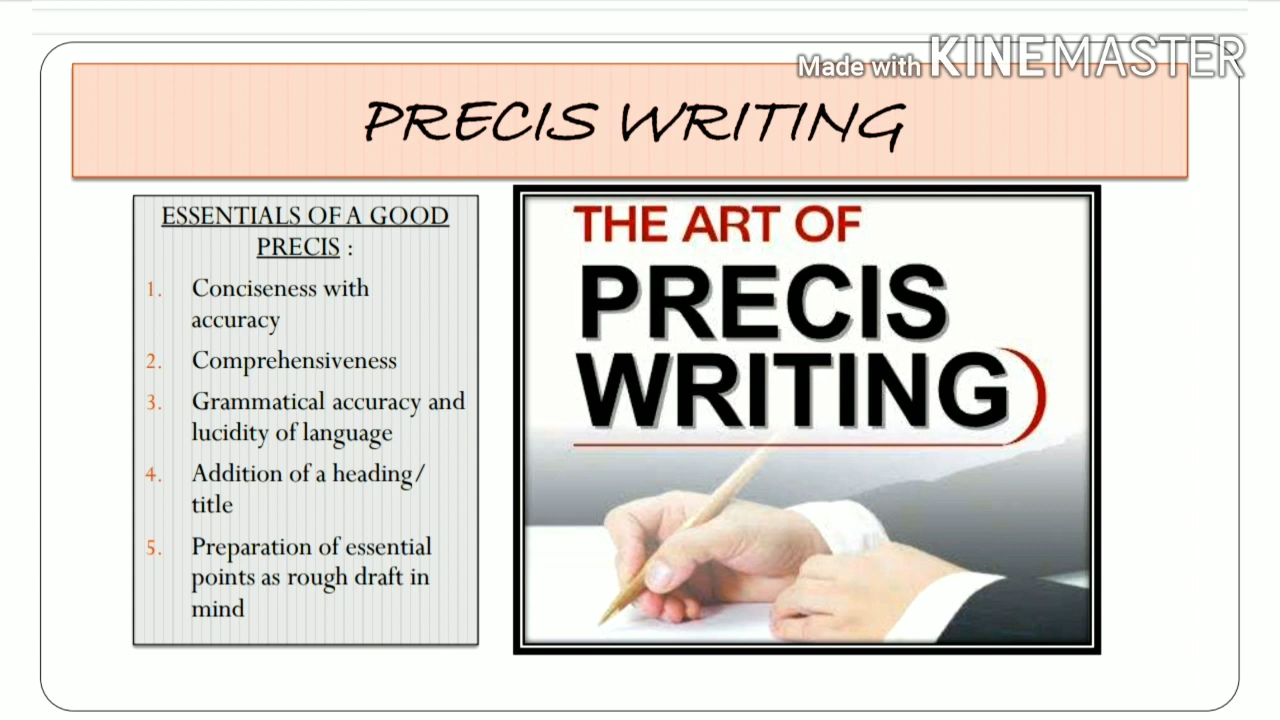 Made with KINEMASTER
PRECIS WRITING
ESSENTIALS OF A GOOD
PRECIS :
1. Conciseness with
accuracy
2. Comprehensiveness
3. Grammatical accuracy and
lucidity of language
4. Addition of a heading/
title
5. Preparation of essential
points as rough draft in
mind
THE ART OF
PRECIS
WRITING